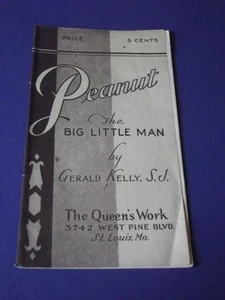 PRICE 5 CENTS
Peanut
The
BIG LITTLE MAN
by
GERALD KELLY, S.J.
The Queen's Work
3742 WEST PINE BLVD.
St. Louis, Mo.